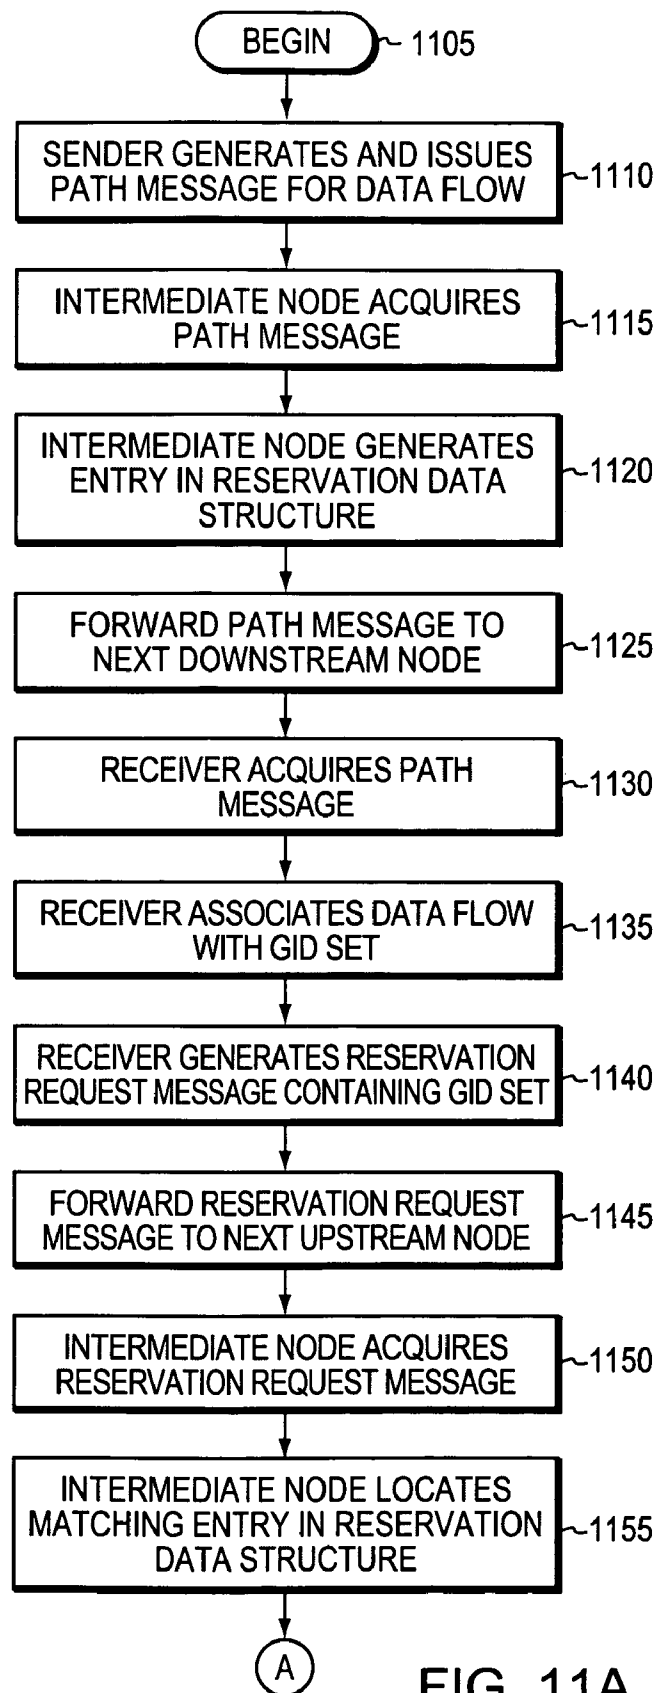 BEGIN
1105
SENDER GENERATES AND ISSUES
PATH MESSAGE FOR DATA FLOW
1110
INTERMEDIATE NODE ACQUIRES
PATH MESSAGE
1115
INTERMEDIATE NODE GENERATES
ENTRY IN RESERVATION DATA
STRUCTURE
1120
FORWARD PATH MESSAGE TO
NEXT DOWNSTREAM NODE
1125
RECEIVER ACQUIRES PATH
MESSAGE
1130
RECEIVER ASSOCIATES DATA FLOW
WITH GID SET
1135
RECEIVER GENERATES RESERVATION
REQUEST MESSAGE CONTAINING GID SET
1140
FORWARD RESERVATION REQUEST
MESSAGE TO NEXT UPSTREAM NODE
1145
INTERMEDIATE NODE ACQUIRES
RESERVATION REQUEST MESSAGE
1150
INTERMEDIATE NODE LOCATES
MATCHING ENTRY IN RESERVATION
DATA STRUCTURE
1155
A
FIG. 11A